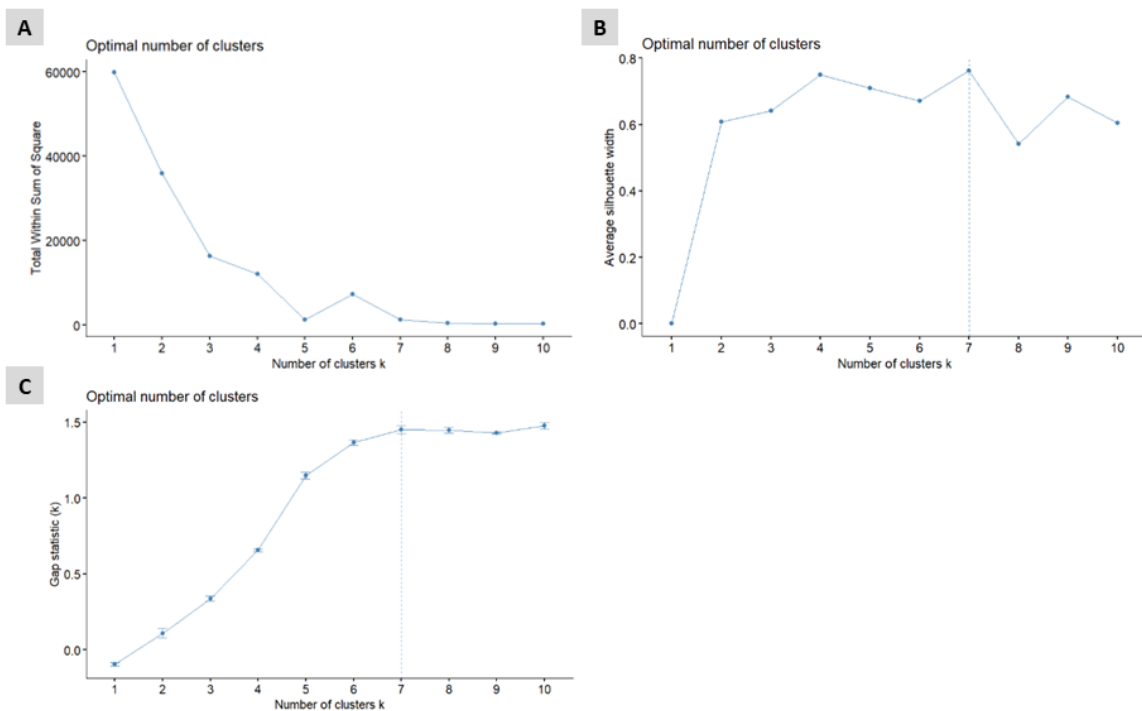 A
Optimal number of clusters
60000
40000
20000
0
Total Within Sum of Square
1 2 3 4 5 6 7 8 9 10
Number of clusters k
B
Optimal number of clusters
0.8
0.6
0.4
0.2
0.0
Average silhouette width
1 2 3 4 5 6 7 8 9 10
Number of clusters k
C
Optimal number of clusters
1.5
1.0
0.5
0.0
Gap statistic (k)
1 2 3 4 5 6 7 8 9 10
Number of clusters k